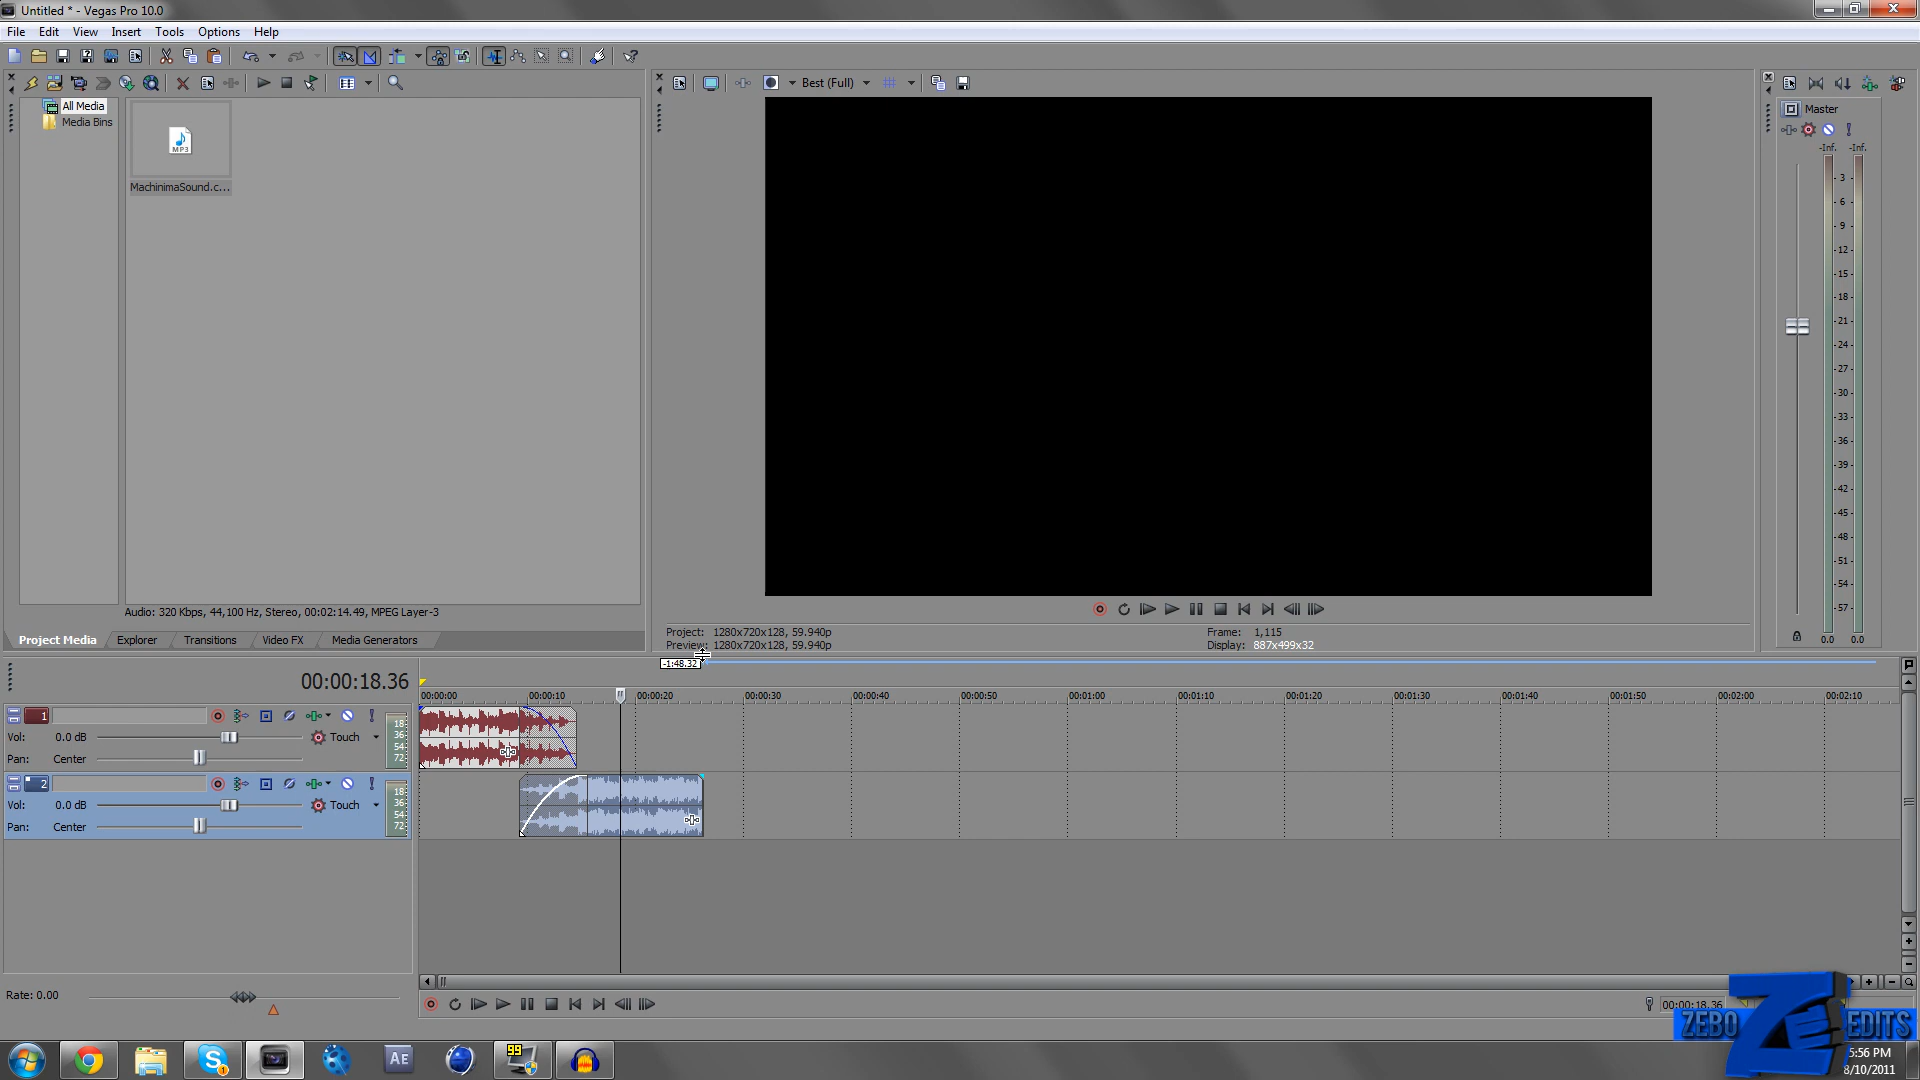 Untitled * - Vegas Pro 10.0
File Edit View Insert Tools Options Help
All Media
Media Bins
MP3
MachinimaSound.c...
Audio: 320 Kbps, 44,100 Hz, Stereo, 00:02:14.49, MPEG Layer-3
Project Media Explorer Transitions Video FX Media Generators
Best (Full)
Project: 1280x720x128, 59.940p
Preview: 1280x720x128, 59.940p
Frame: 1,115
Display: 887x499x32
Master
-Inf. -Inf.
3
6
9
-12
-15
-18
-21
-24
-27
-30
-33
-36
-39
-42
-45
-48
-51
-54
-57
0.0 0.0
-1:48.32
00:00:18.36
00:00:00 00:00:10 00:00:20 00:00:30 00:00:40 00:00:50 00:01:00 00:01:10 00:01:20 00:01:30 00:01:40 00:01:50 00:02:00 00:02:10
1
Vol: 0.0 dB Touch
Pan: Center
18
36
54
72
2
Vol: 0.0 dB Touch
Pan: Center
18
36
54
72
Rate: 0.00
00:00:18.36
ZEBO EDITS
Ae
99
5:56 PM
8/10/2011